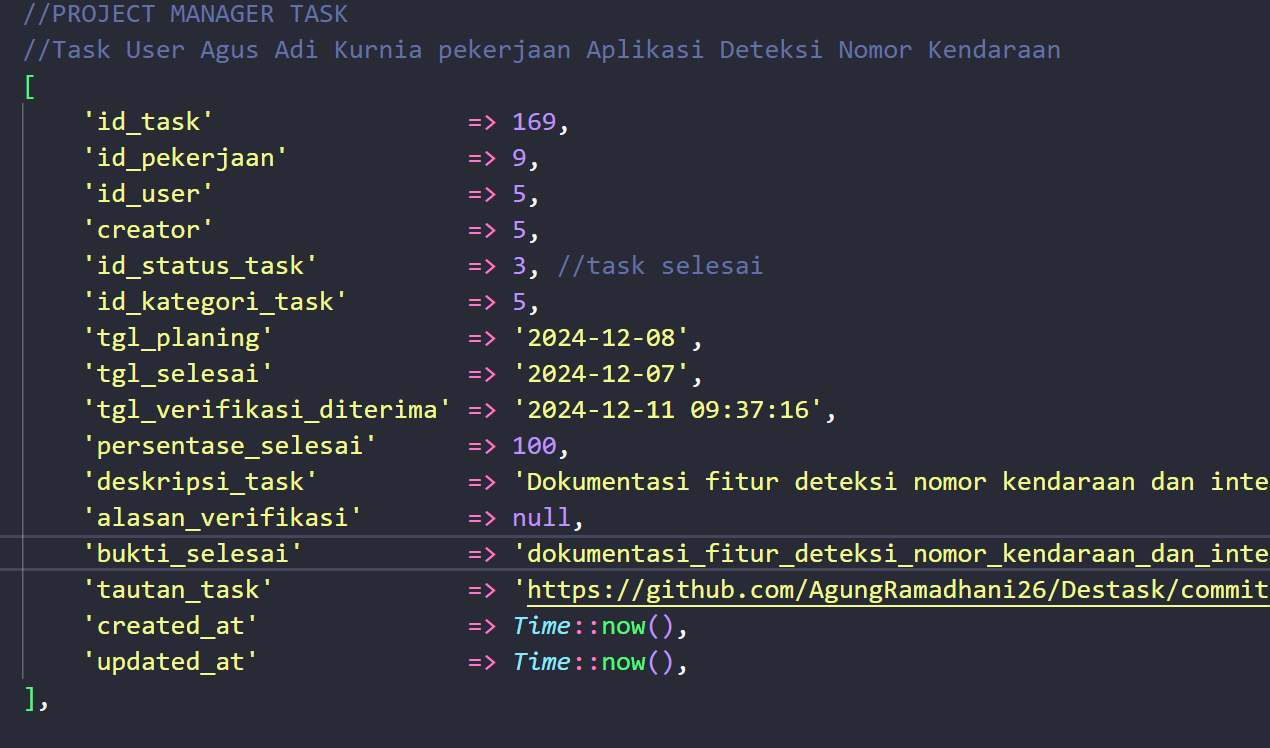 //PROJECT MANAGER TASK
//Task User Agus Adi Kurnia pekerjaan Aplikasi Deteksi Nomor Kendaraan
[
'id_task' => 169,
'id_pekerjaan' => 9,
'id_user' => 5,
'creator' => 5,
'id_status_task' => 3, //task selesai
'id_kategori_task' => 5,
'tgl_planing' => '2024-12-08',
'tgl_selesai' => '2024-12-07',
'tgl_verifikasi_diterima' => '2024-12-11 09:37:16',
'persentase_selesai' => 100,
'deskripsi_task' => 'Dokumentasi fitur deteksi nomor kendaraan dan inte
'alasan_verifikasi' => null,
'bukti_selesai' => 'dokumentasi_fitur_deteksi_nomor_kendaraan_dan_inte
'tautan_task' => 'https://github.com/AgungRamadhani26/Destask/commit
'created_at' => Time::now(),
'updated_at' => Time::now(),
],